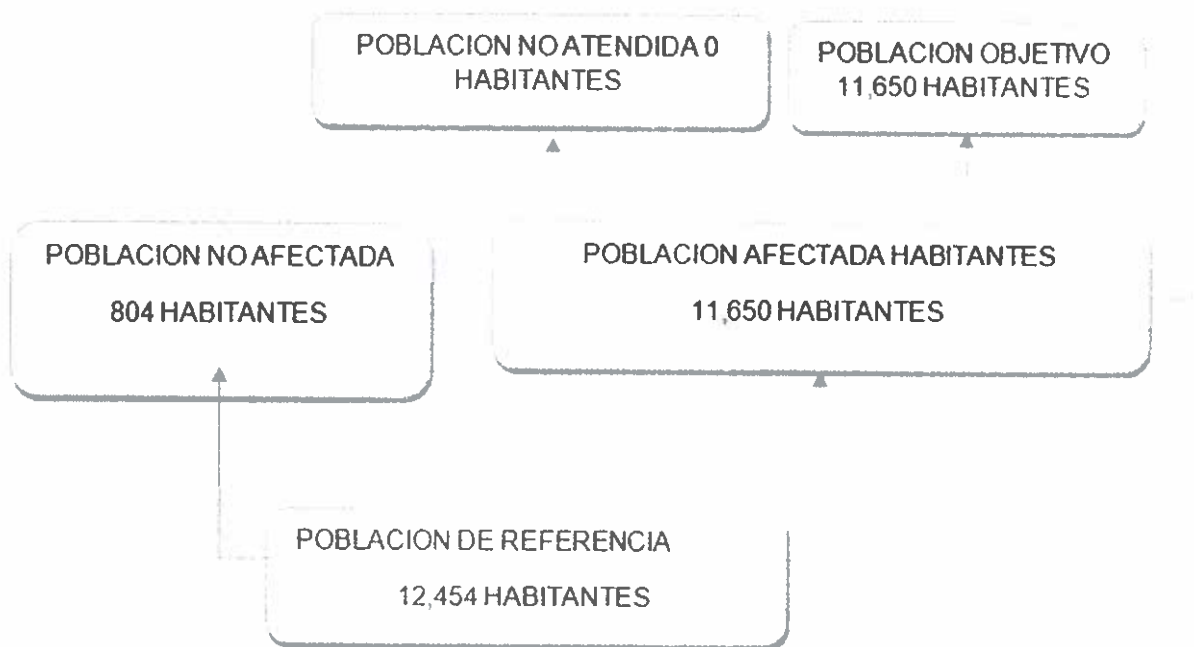 POBLACION NO ATENDIDA 0
HABITANTES
POBLACION OBJETIVO
11,650 HABITANTES
POBLACION NO AFECTADA
804 HABITANTES
POBLACION AFECTADA HABITANTES
11,650 HABITANTES
POBLACION DE REFERENCIA
12,454 HABITANTES